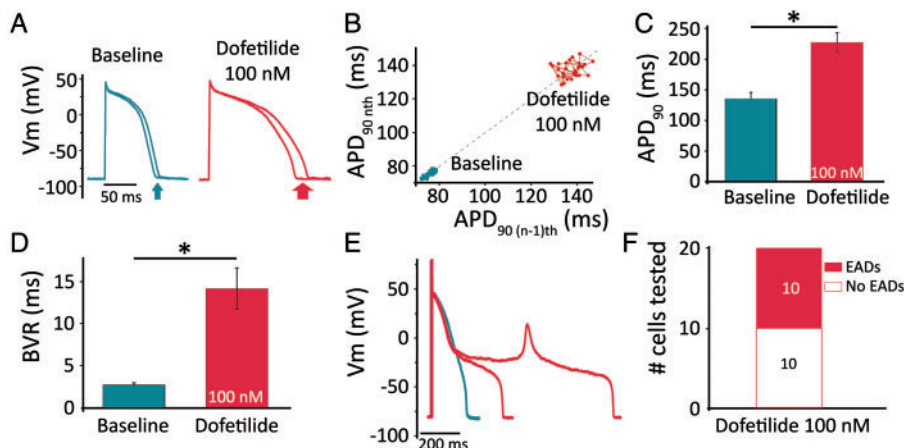 A
Baseline
Dofetilide
100 nM
Vm (mV)
50
0
-50
-100
50 ms
B
APD90 nth (ms)
140
120
100
80
Dofetilide
100 nM
Baseline
80 100 120 140
APD90 (n-1)th (ms)
C
*
APD90 (ms)
250
200
150
100
50
0
100 nM
Baseline Dofetilide
D
*
BVR (ms)
15
10
5
0
100 nM
Baseline Dofetilide
E
Vm (mV)
50
0
-50
-100
200 ms
F
# cells tested
20
10
0
10
10
EADs
No EADs
Dofetilide 100 nM